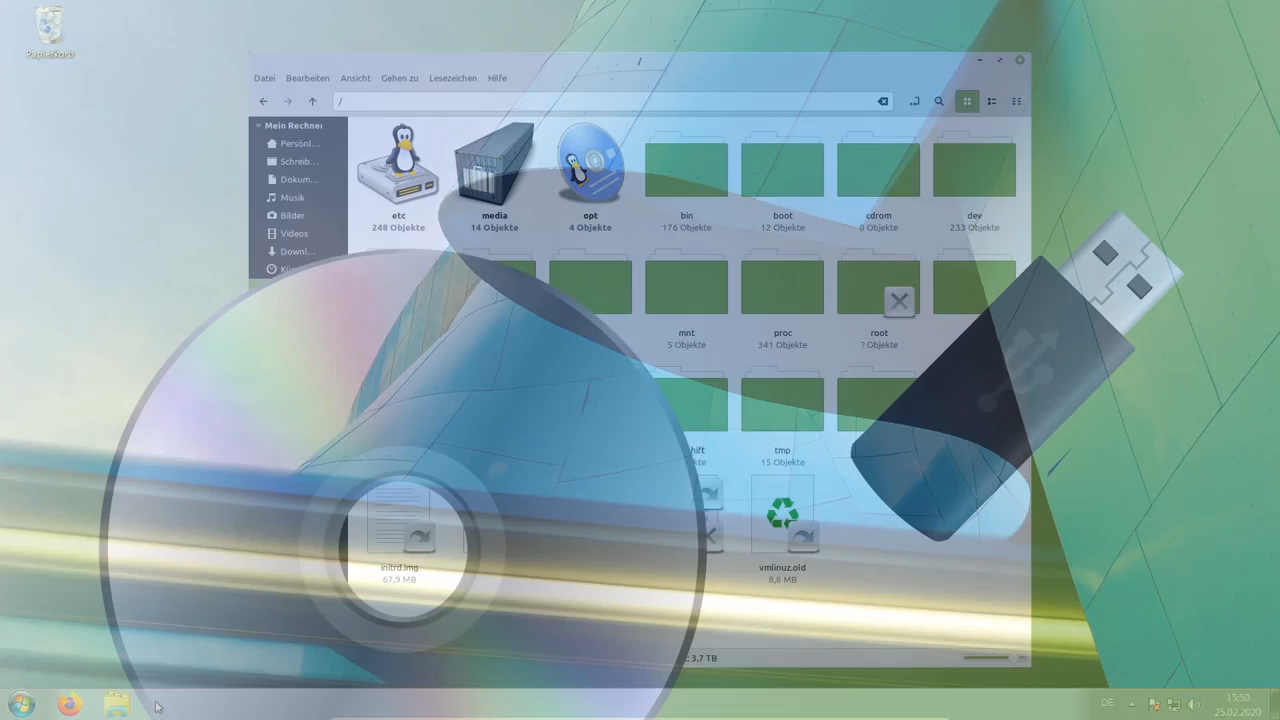 Papierkorb
/
Datei Bearbeiten Ansicht Gehen zu Lesezeichen Hilfe
/
Mein Rechner
Persönl...
Schreib...
Dokum...
Musik
Bilder
Videos
Downl...
etc media opt bin boot cdrom dev
248 Objekte 14 Objekte 4 Objekte 176 Objekte 12 Objekte 0 Objekte 233 Objekte
mnt proc root
5 Objekte 341 Objekte ? Objekte
tmp
15 Objekte
initrd.img vmlinuz.old
67,9 MB 8,8 MB
3,7 TB
DE
15:50
25.02.2020